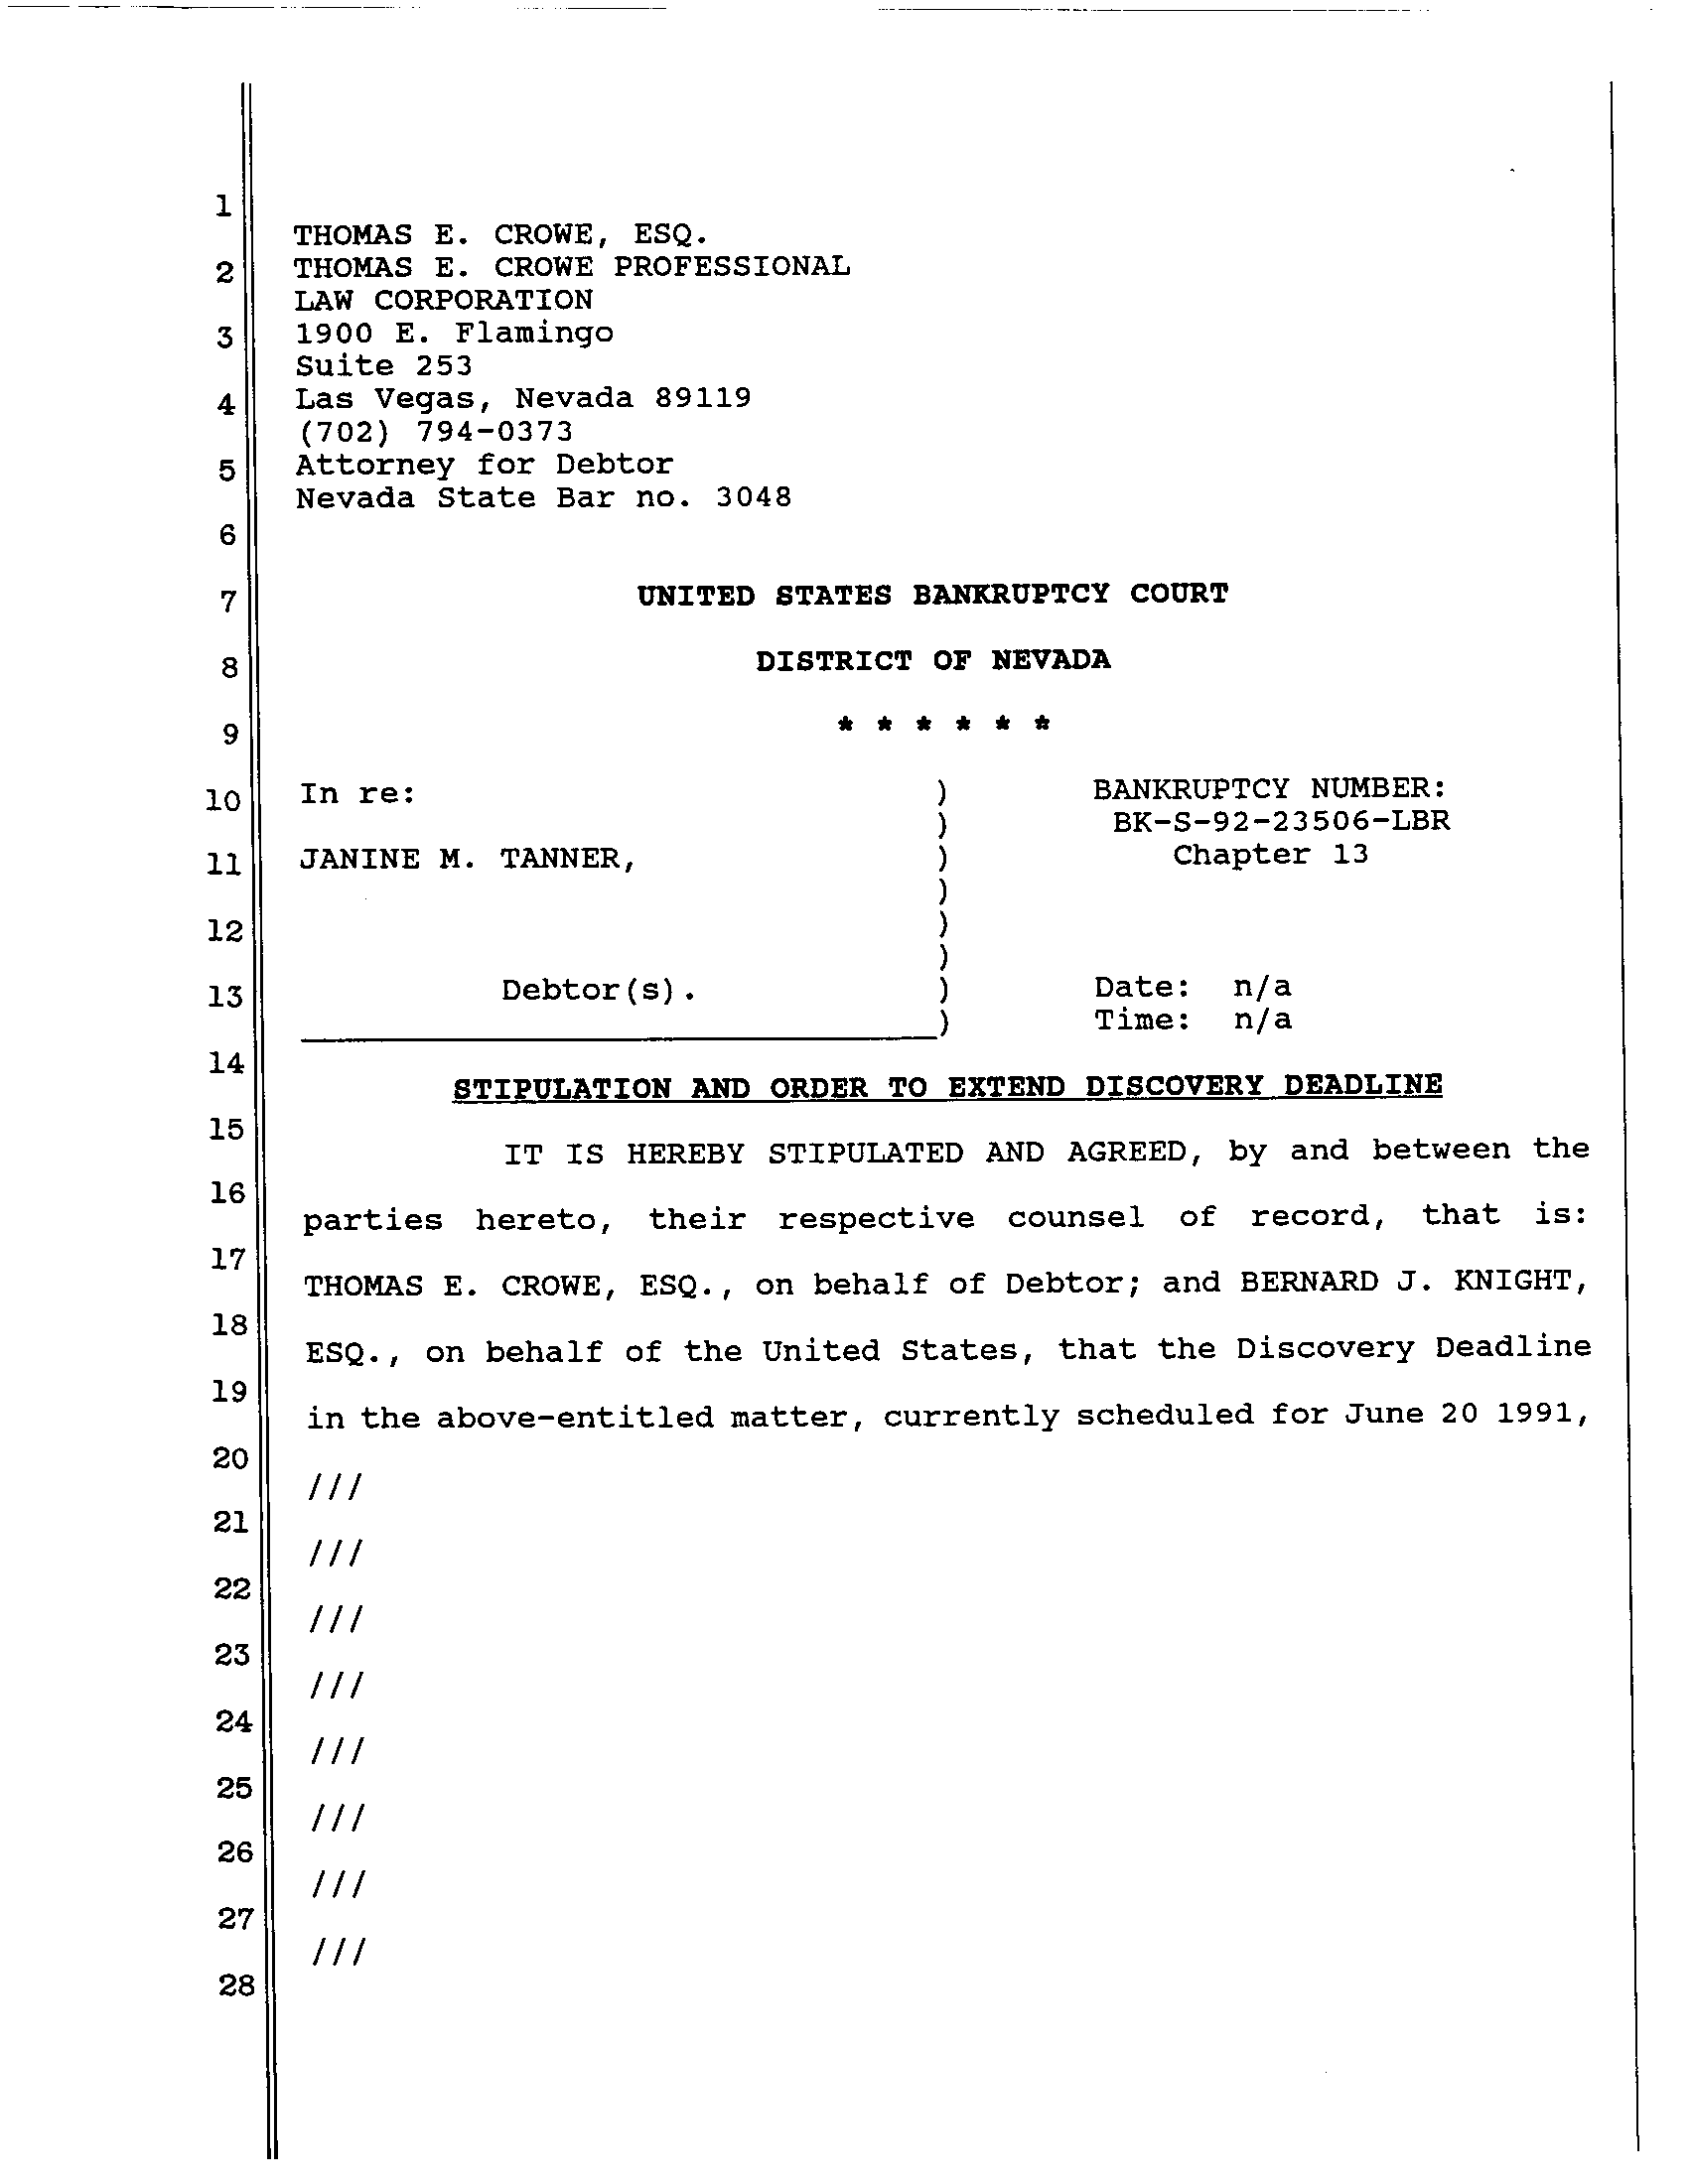 1
THOMAS E. CROWE, ESQ.
2 THOMAS E. CROWE PROFESSIONAL
LAW CORPORATION
3 1900 E. Flamingo
Suite 253
4 Las Vegas, Nevada 89119
(702) 794-0373
5 Attorney for Debtor
Nevada State Bar no. 3048
6
7 UNITED STATES BANKRUPTCY COURT
8 DISTRICT OF NEVADA
9 * * * * * *
10 In re: ) BANKRUPTCY NUMBER:
) BK-S-92-23506-LBR
11 JANINE M. TANNER, ) Chapter 13
)
12 )
)
13 Debtor(s). ) Date: n/a
) Time: n/a
14
STIPULATION AND ORDER TO EXTEND DISCOVERY DEADLINE
15
IT IS HEREBY STIPULATED AND AGREED, by and between the
16
parties hereto, their respective counsel of record, that is:
17
THOMAS E. CROWE, ESQ., on behalf of Debtor; and BERNARD J. KNIGHT,
18
ESQ., on behalf of the United States, that the Discovery Deadline
19
in the above-entitled matter, currently scheduled for June 20 1991,
20
///
21
///
22
///
23
///
24
///
25
///
26
///
27
///
28